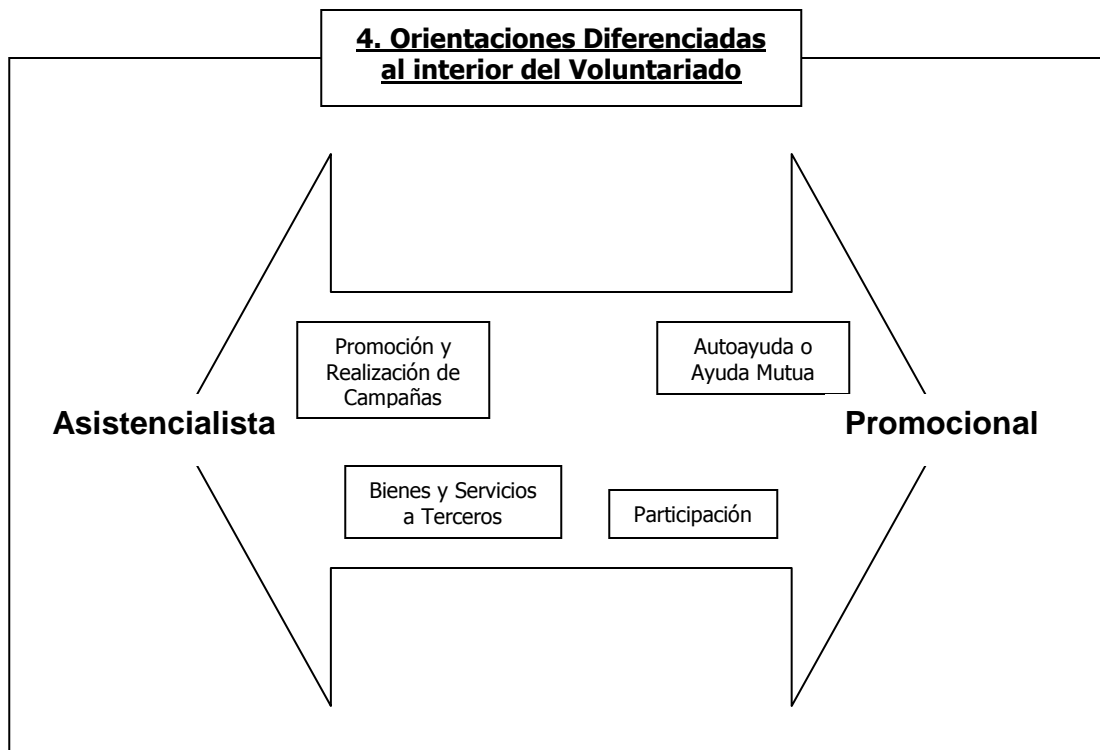 4. Orientaciones Diferenciadas
al interior del Voluntariado
Promoción y
Realización de
Campañas
Autoayuda o
Ayuda Mutua
Asistencialista
Promocional
Bienes y Servicios
a Terceros
Participación